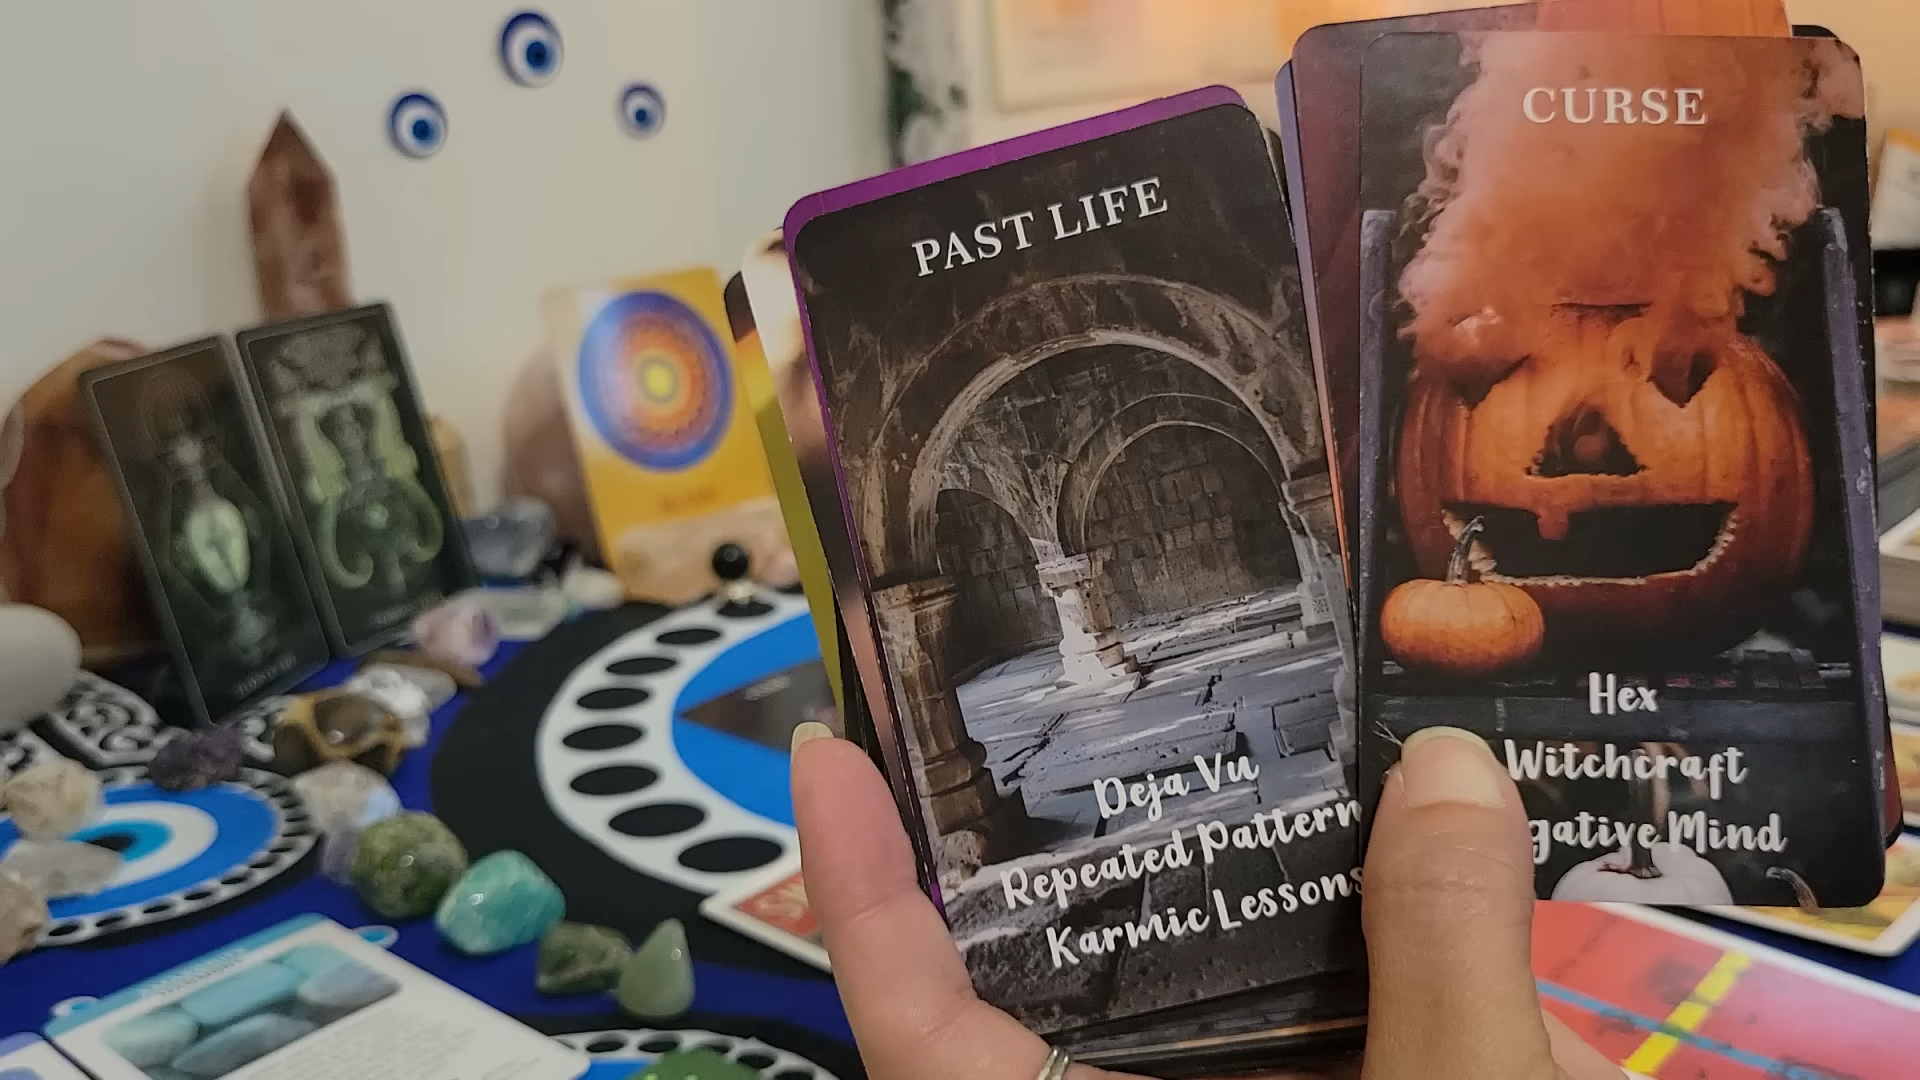 PAST LIFE
Deja Vu
Repeated Pattern
Karmic Lessons
CURSE
Hex
Witchcraft
gative Mind